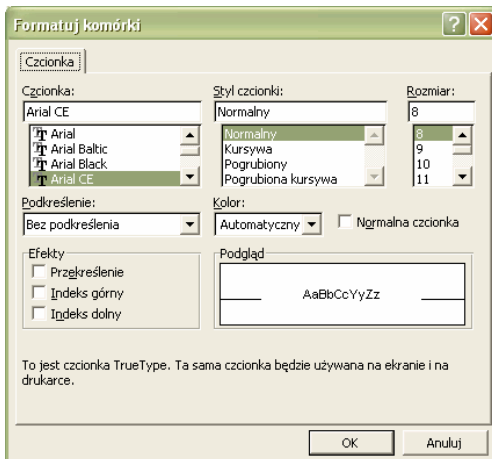 Formatuj komórki
Czcionka
Czcionka:
Styl czcionki:
Rozmiar:
Arial CE
Normalny
8
Arial
Arial Baltic
Arial Black
Arial CE
Normalny
Kursywa
Pogrubiony
Pogrubiona kursywa
8
9
10
11
Podkreślenie:
Kolor:
Bez podkreślenia
Automatyczny
Normalna czcionka
Efekty
Przekreślenie
Indeks górny
Indeks dolny
Podgląd
AaBbCcYyZz
To jest czcionka TrueType. Ta sama czcionka będzie używana na ekranie i na
drukarce.
OK
Anuluj